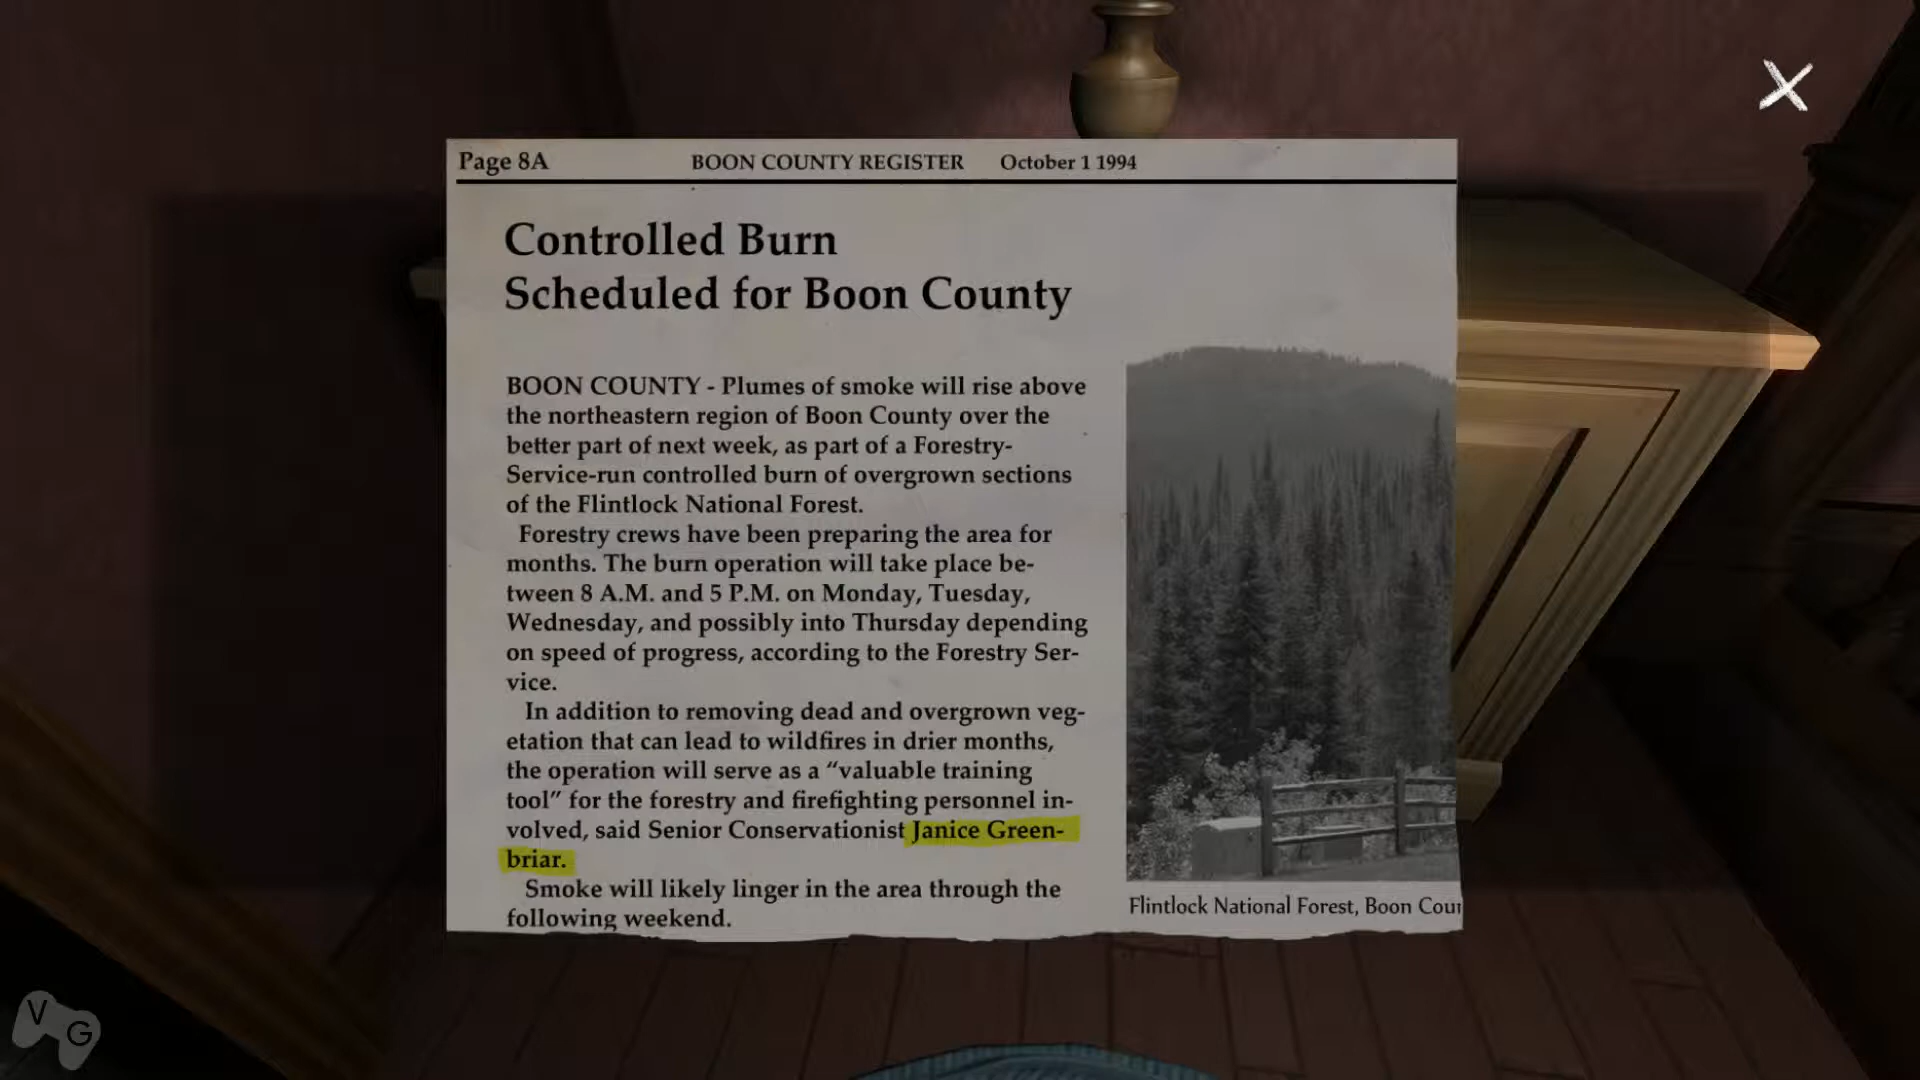 Page 8A BOON COUNTY REGISTER October 1 1994
Controlled Burn
Scheduled for Boon County
BOON COUNTY - Plumes of smoke will rise above
the northeastern region of Boon County over the
better part of next week, as part of a Forestry-
Service-run controlled burn of overgrown sections
of the Flintlock National Forest.
Forestry crews have been preparing the area for
months. The burn operation will take place be-
tween 8 A.M. and 5 P.M. on Monday, Tuesday,
Wednesday, and possibly into Thursday depending
on speed of progress, according to the Forestry Ser-
vice.
In addition to removing dead and overgrown veg-
etation that can lead to wildfires in drier months,
the operation will serve as a “valuable training
tool” for the forestry and firefighting personnel in-
volved, said Senior Conservationist Janice Green-
briar.
Smoke will likely linger in the area through the
following weekend.
Flintlock National Forest, Boon Cour
V G